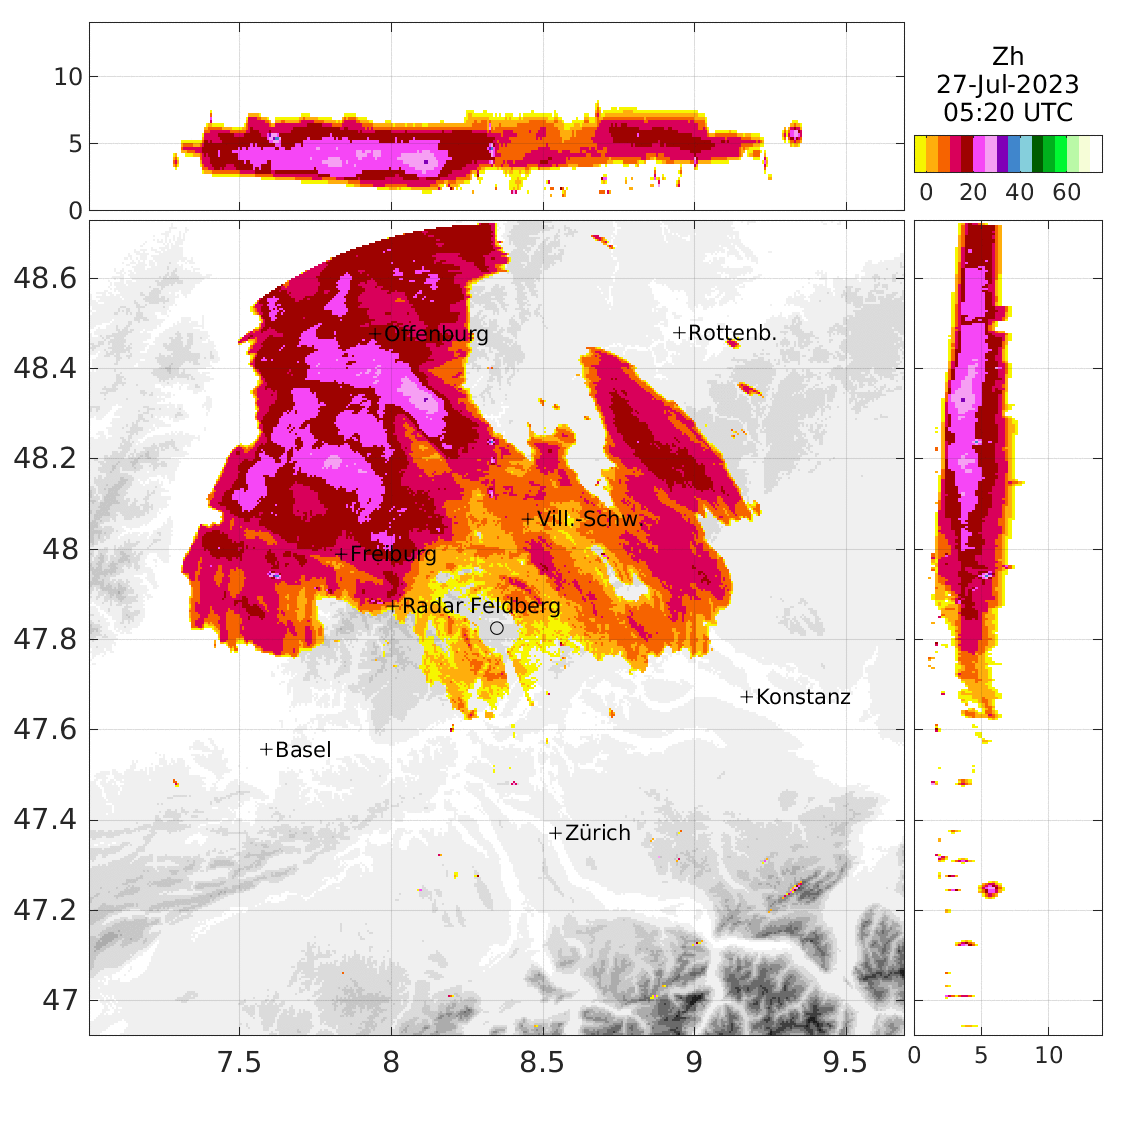 Zh
27-Jul-2023
05:20 UTC
10
5
0
0 20 40 60
48.6
48.4
48.2
48
47.8
47.6
47.4
47.2
47
+Offenburg
+Rottenb.
+Vill.-Schw.
+Freiburg
+Radar Feldberg
+Konstanz
+Basel
+Zürich
7.5 8 8.5 9 9.5
0 5 10